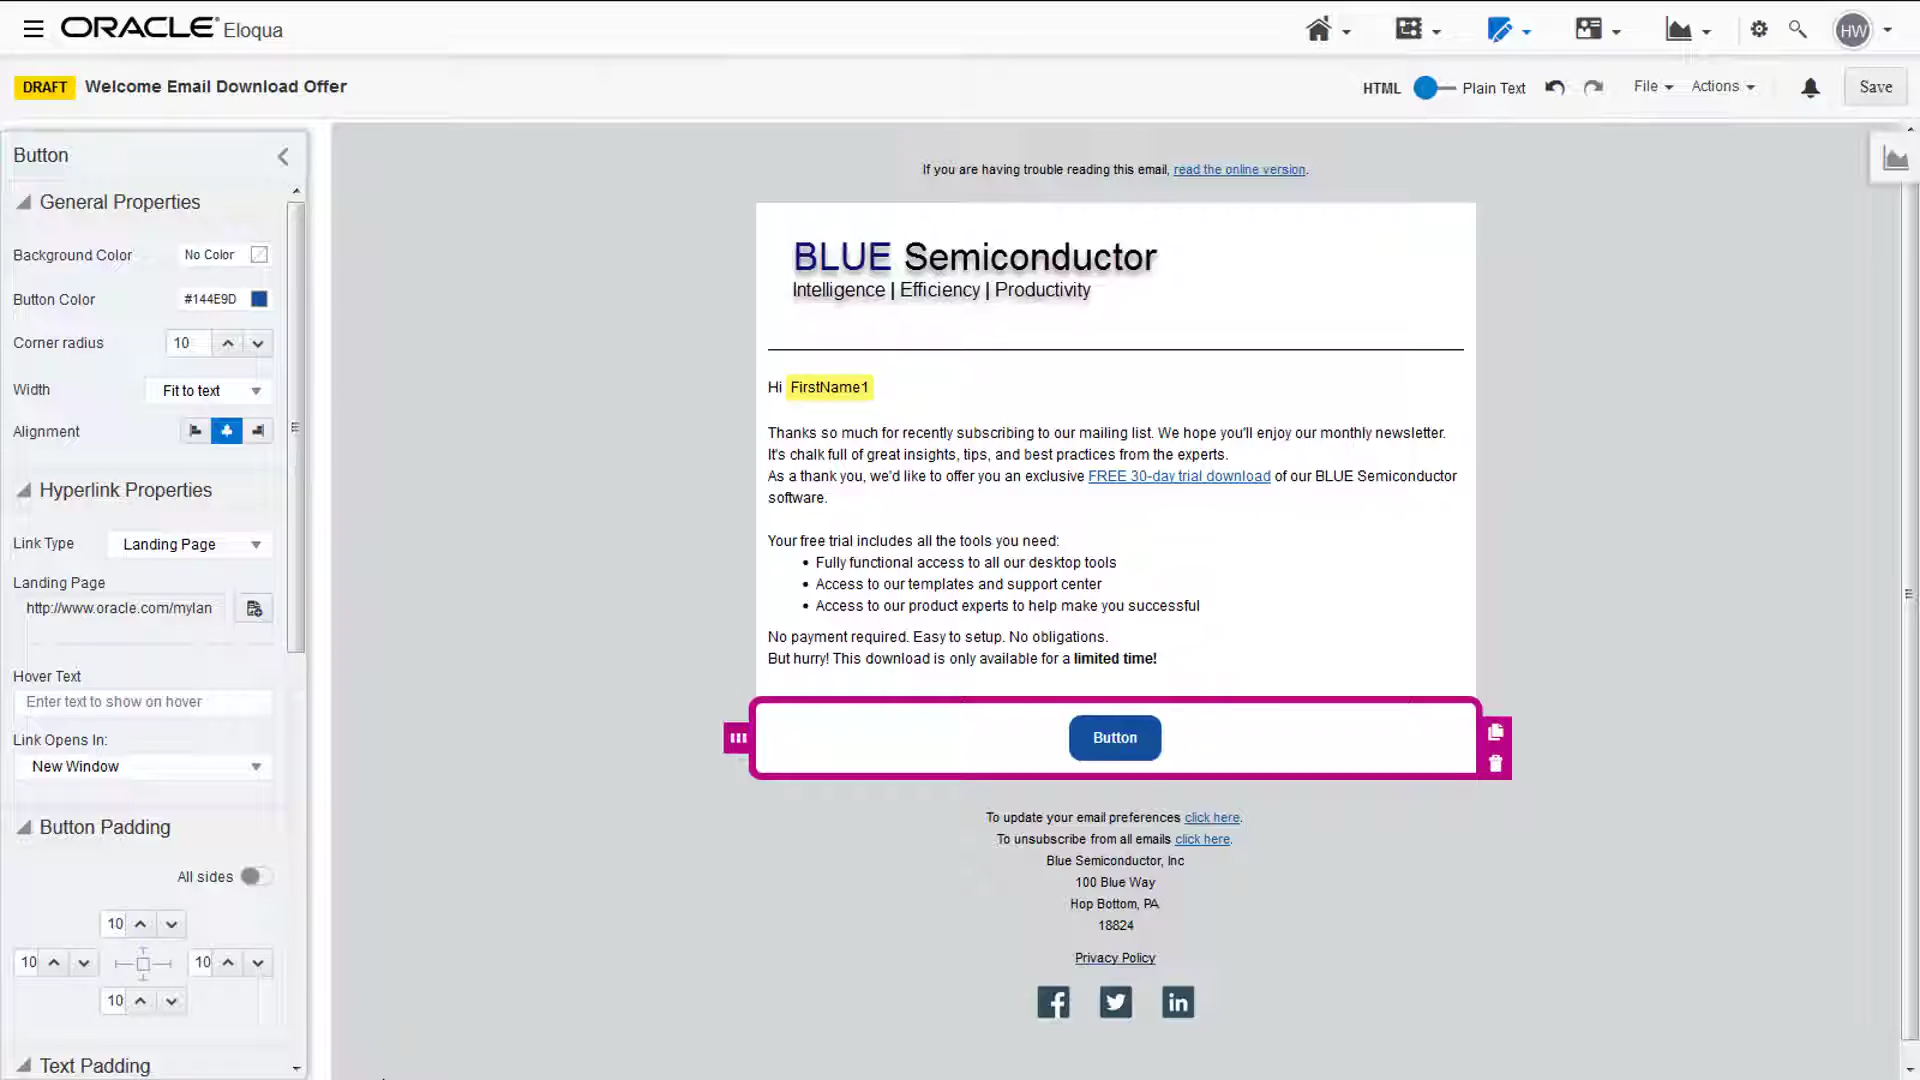 ORACLE Eloqua
HW
DRAFT Welcome Email Download Offer
HTML Plain Text File Actions Save
Button
General Properties
Background Color No Color
Button Color #144E9D
Corner radius 10
Width Fit to text
Alignment
Hyperlink Properties
Link Type Landing Page
Landing Page
http://www.oracle.com/mylan
Hover Text
Enter text to show on hover
Link Opens In:
New Window
Button Padding
All sides
10
10 10
10
Text Padding
If you are having trouble reading this email, read the online version.
BLUE Semiconductor
Intelligence | Efficiency | Productivity
Hi FirstName1
Thanks so much for recently subscribing to our mailing list. We hope you'll enjoy our monthly newsletter.
It's chalk full of great insights, tips, and best practices from the experts.
As a thank you, we'd like to offer you an exclusive FREE 30-day trial download of our BLUE Semiconductor
software.
Your free trial includes all the tools you need:
• Fully functional access to all our desktop tools
• Access to our templates and support center
• Access to our product experts to help make you successful
No payment required. Easy to setup. No obligations.
But hurry! This download is only available for a limited time!
Button
To update your email preferences click here.
To unsubscribe from all emails click here.
Blue Semiconductor, Inc
100 Blue Way
Hop Bottom, PA
18824
Privacy Policy